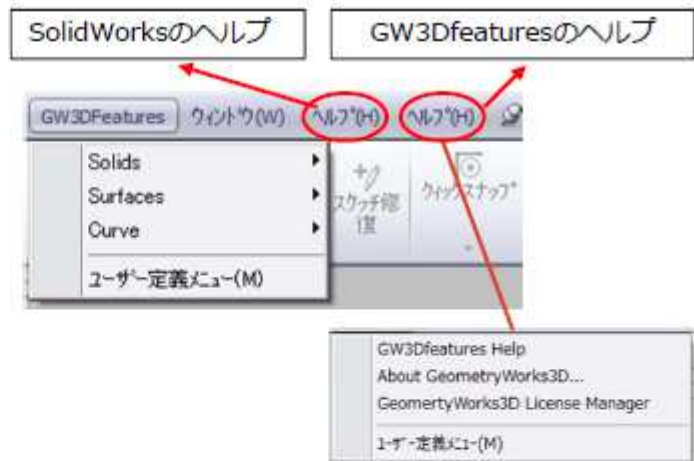 SolidWorksのヘルプ
GW3Dfeaturesのヘルプ
GW3DFeatures ウィンドウ(W) ヘルプ(H) ヘルプ(H)
Solids
Surfaces
Curve
ユーザー定義メニュー(M)
スケッチ修
復
クイックスナップ
GW3Dfeatures Help
About GeometryWorks3D...
GeomertyWorks3D License Manager
ユーザー定義メニュー(M)